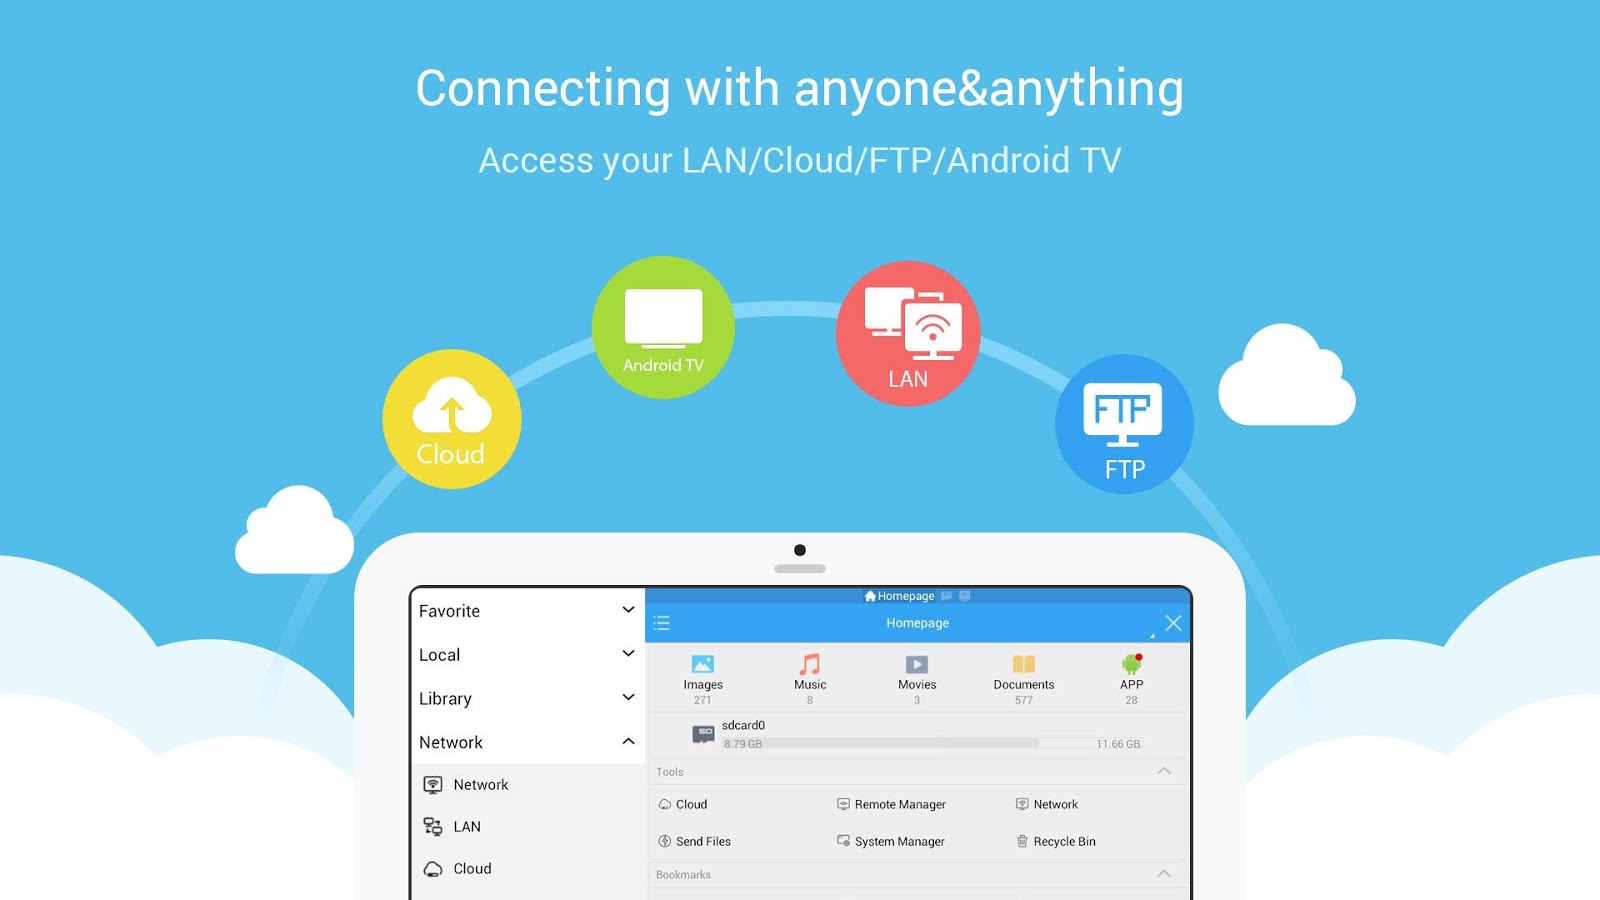 Connecting with anyone&anything
Access your LAN/Cloud/FTP/Android TV
Cloud
Android TV
LAN
FTP
FTP
Favorite
Local
Library
Network
Network
LAN
Cloud
Homepage
Homepage
Images
271
Music
8
Movies
3
Documents
577
APP
28
SD
sdcard0
8.79 GB
11.66 GB
Tools
Cloud
Remote Manager
Network
Send Files
System Manager
Recycle Bin
Bookmarks